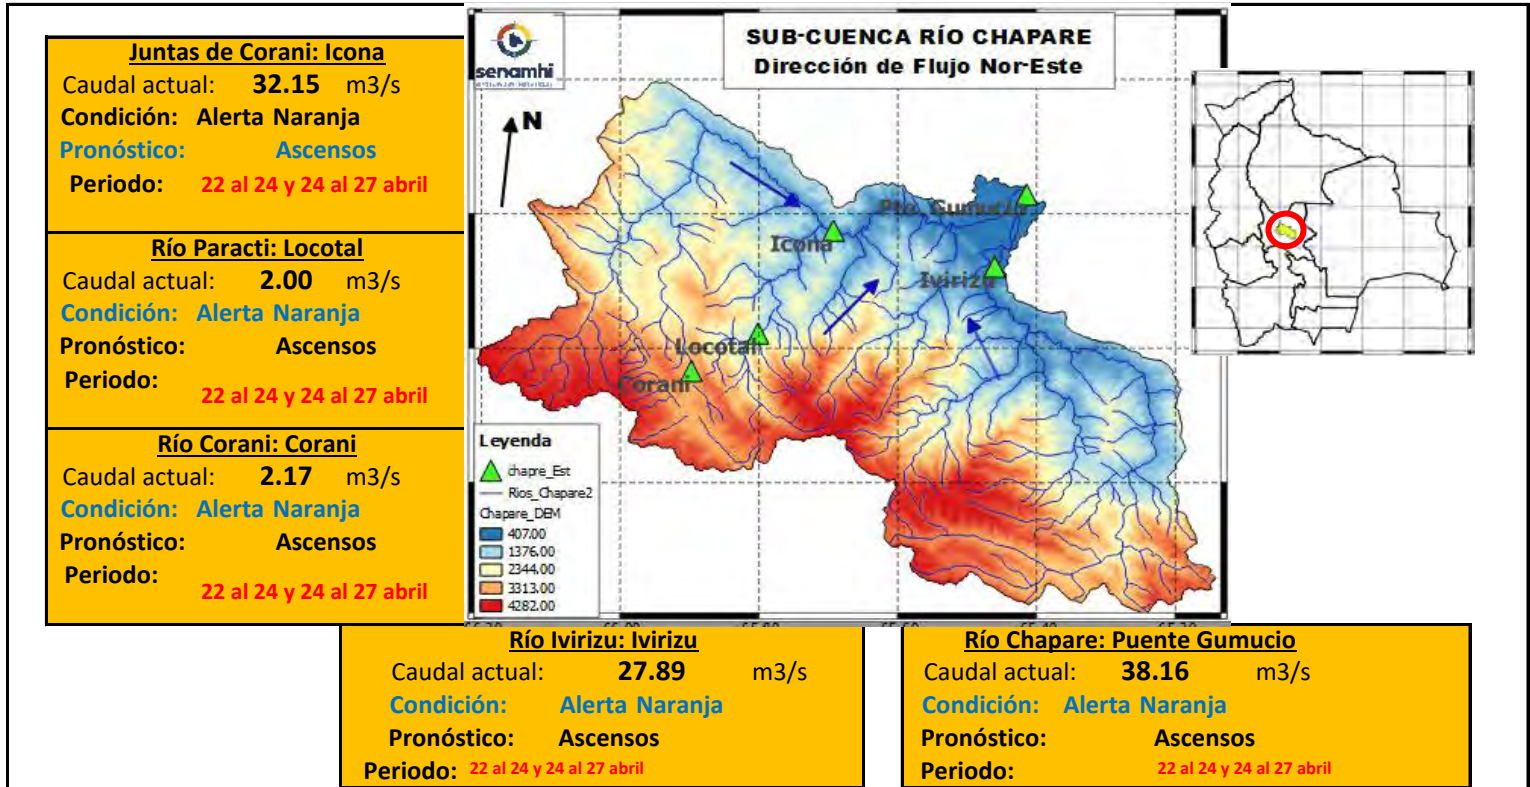 Juntas de Corani: Icona
Caudal actual: 32.15 m3/s
Condición: Alerta Naranja
Pronóstico: Ascensos
Periodo: 22 al 24 y 24 al 27 abril
Río Paracti: Locotal
Caudal actual: 2.00 m3/s
Condición: Alerta Naranja
Pronóstico: Ascensos
Periodo:
22 al 24 y 24 al 27 abril
Río Corani: Corani
Caudal actual: 2.17 m3/s
Condición: Alerta Naranja
Pronóstico: Ascensos
Periodo:
22 al 24 y 24 al 27 abril
senamhi
SUB-CUENCA RÍO CHAPARE
Dirección de Flujo Nor-Este
N
Pte. Gumucio
Icona
Ivirizu
Locotal
Corani
Leyenda
chapre_Est
Rios_Chapare2
Chapare_DEM
407.00
1376.00
2344.00
3313.00
4282.00
Río Ivirizu: Ivirizu
Caudal actual: 27.89 m3/s
Condición: Alerta Naranja
Pronóstico: Ascensos
Periodo: 22 al 24 y 24 al 27 abril
Río Chapare: Puente Gumucio
Caudal actual: 38.16 m3/s
Condición: Alerta Naranja
Pronóstico: Ascensos
Periodo: 22 al 24 y 24 al 27 abril